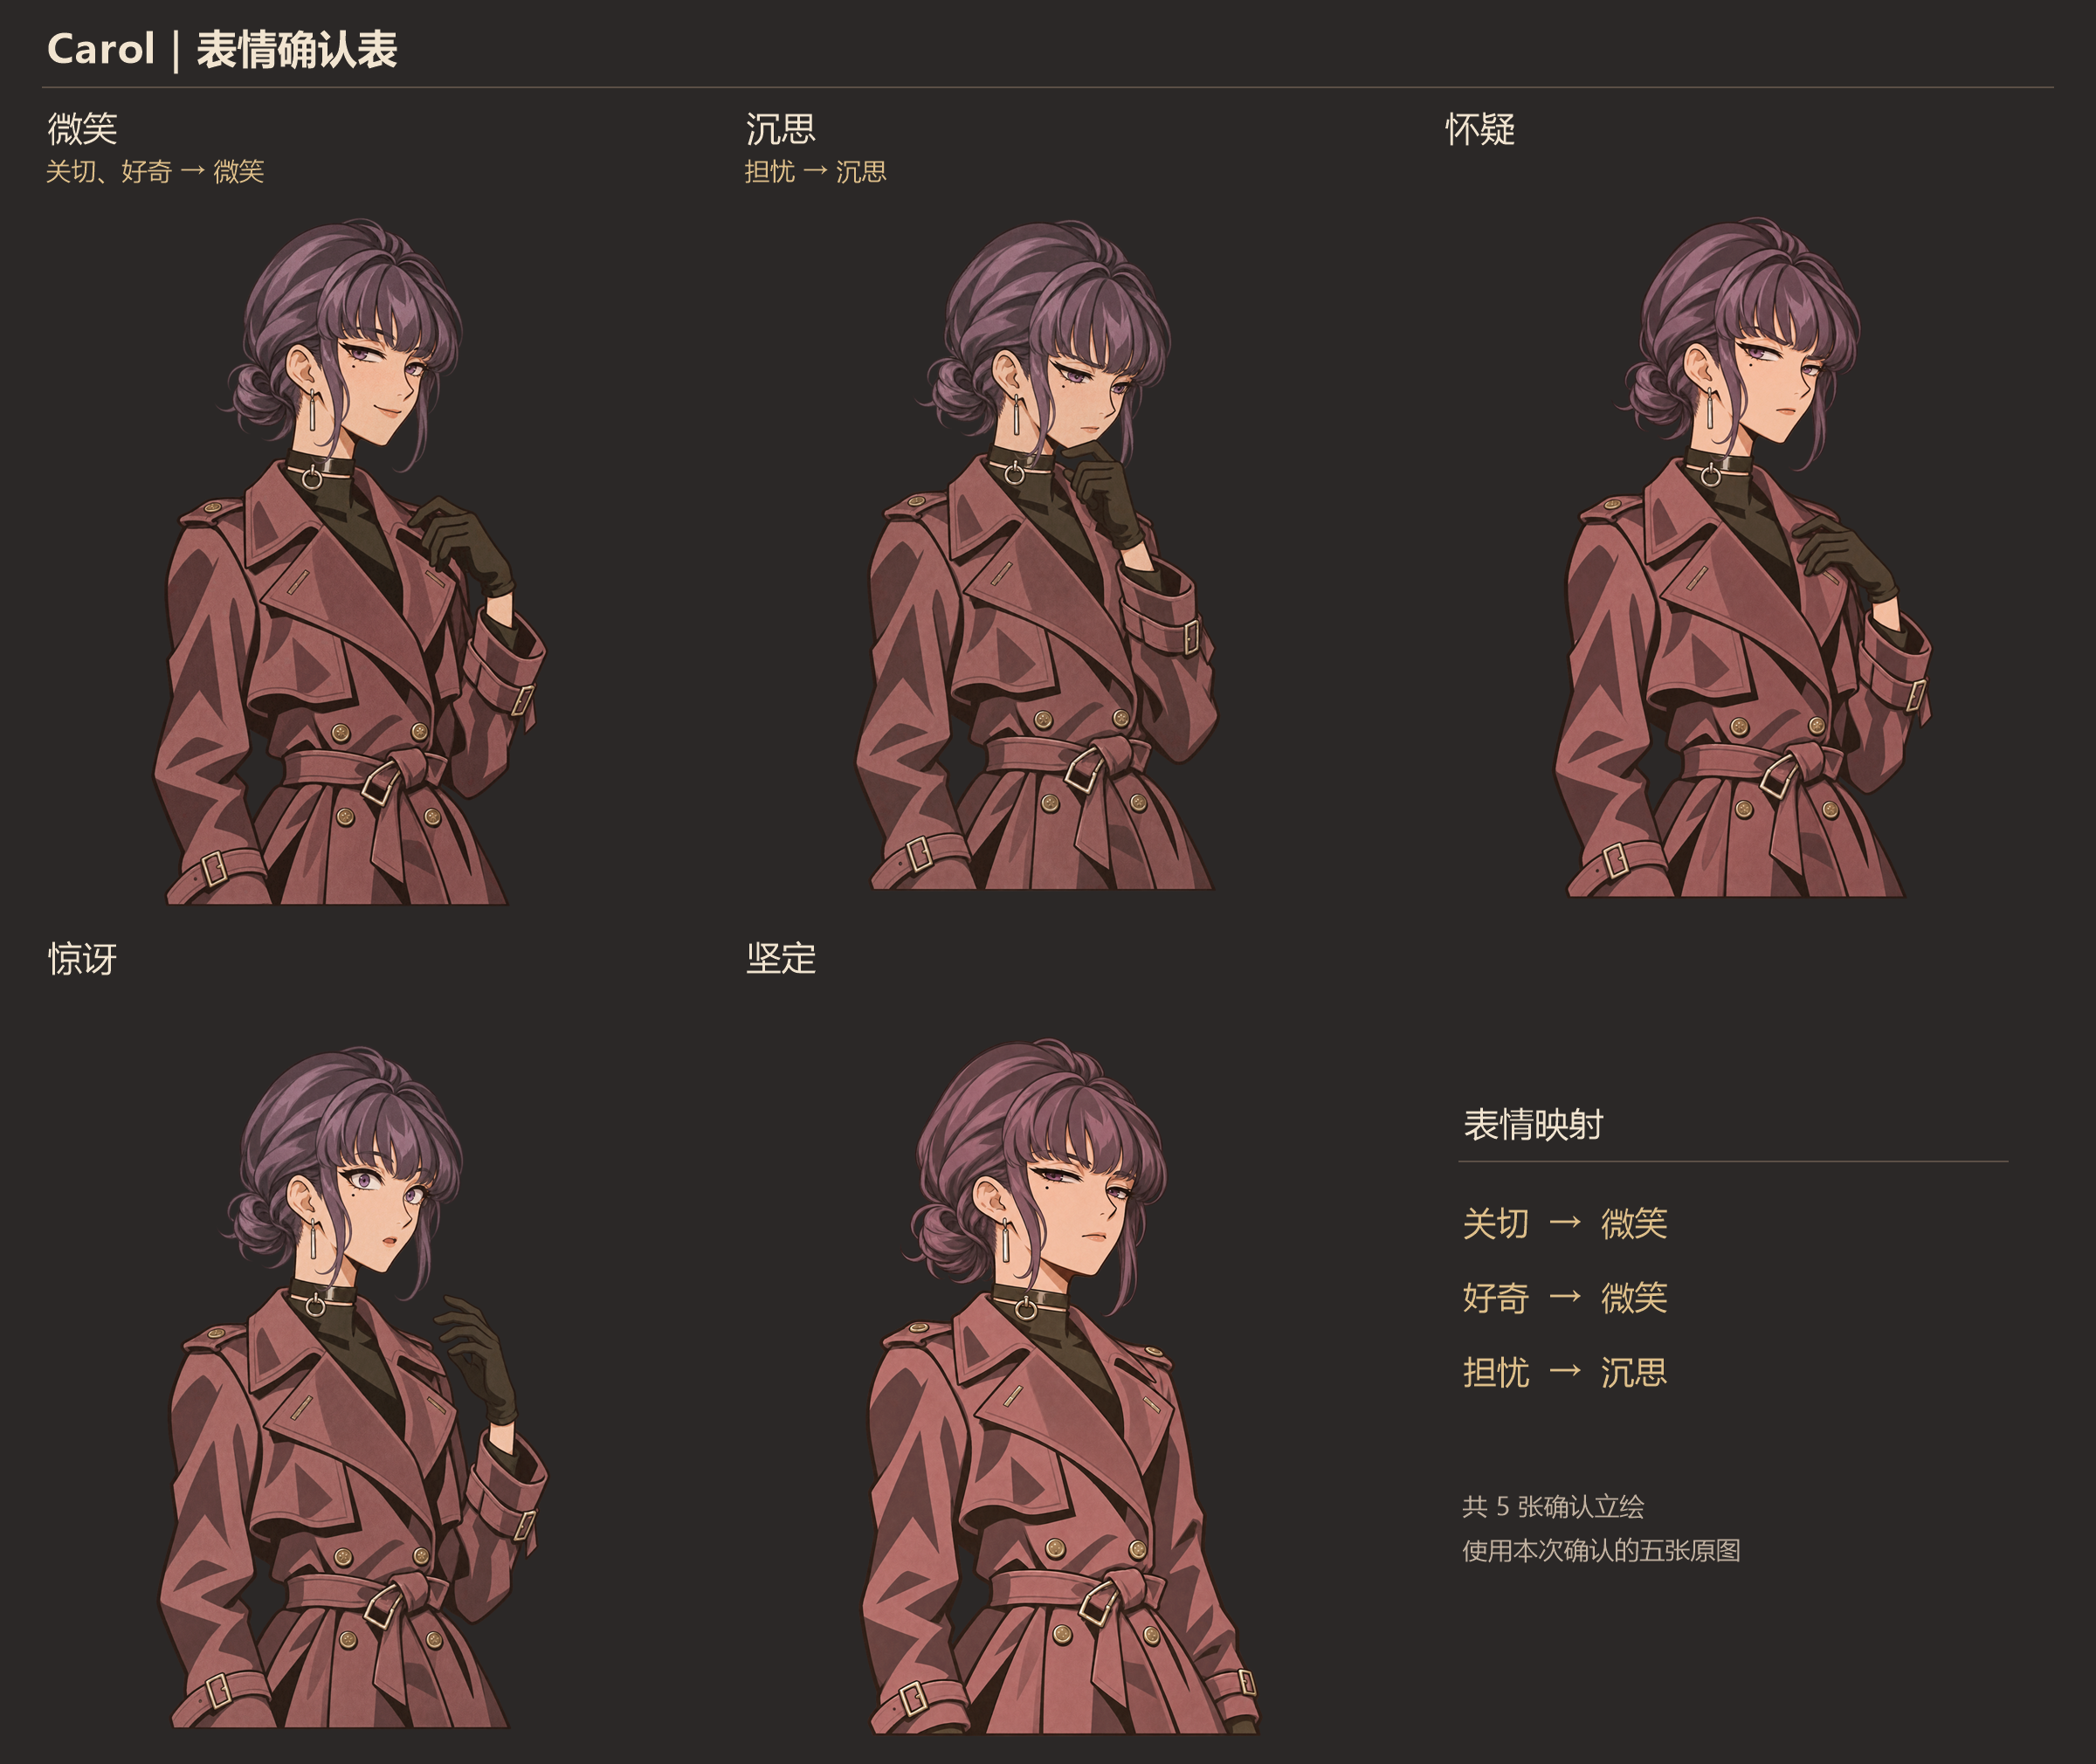 Carol | 表情确认表
微笑
关切、好奇 → 微笑
沉思
担忧 → 沉思
怀疑
惊讶
坚定
表情映射
关切 → 微笑
好奇 → 微笑
担忧 → 沉思
共 5 张确认立绘
使用本次确认的五张原图